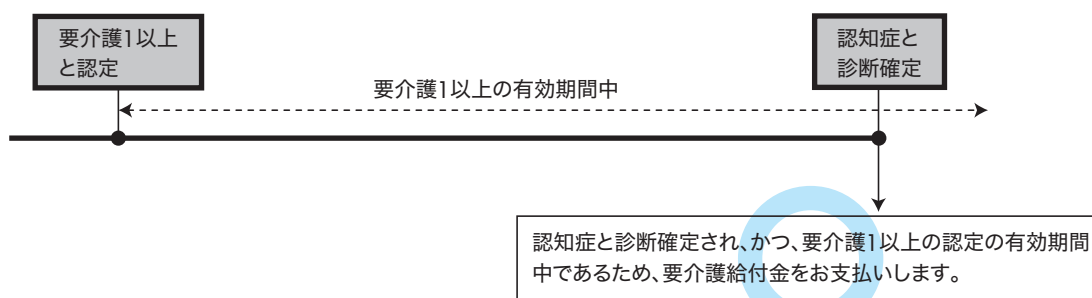 要介護1以上
と認定
認知症と
診断確定
要介護1以上の有効期間中
認知症と診断確定され、かつ、要介護1以上の認定の有効期間
中であるため、要介護給付金をお支払いします。